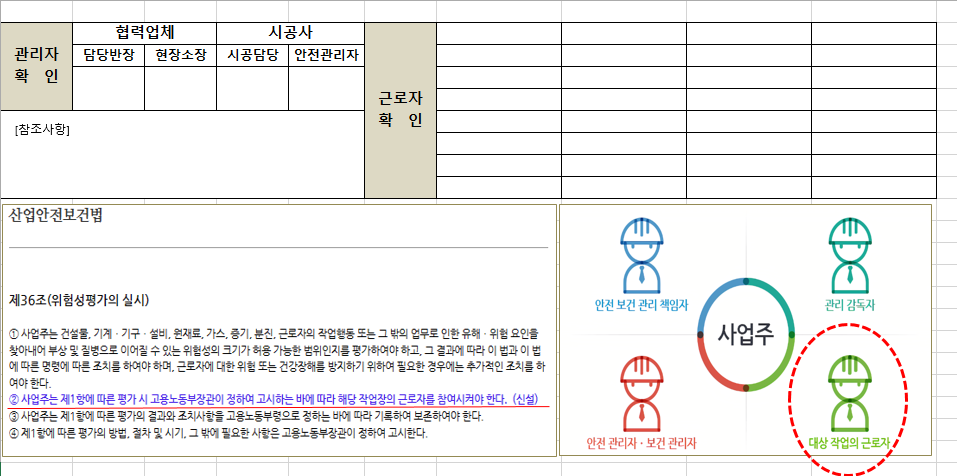 관리자
확 인
협력업체
시공사
담당반장
현장소장
시공담당
안전관리자
근로자
확 인
[참조사항]
산업안전보건법
제36조(위험성평가의 실시)
① 사업주는 건설물, 기계ㆍ기구ㆍ설비, 원재료, 가스, 증기, 분진, 근로자의 작업행동 또는 그 밖의 업무로 인한 유해ㆍ위험 요인을
찾아내어 부상 및 질병으로 이어질 수 있는 위험성의 크기가 허용 가능한 범위인지를 평가하여야 하고, 그 결과에 따라 이 법과 이 법
에 따른 명령에 따른 조치를 하여야 하며, 근로자에 대한 위험 또는 건강장해를 방지하기 위하여 필요한 경우에는 추가적인 조치를 하
여야 한다.
② 사업주는 제1항에 따른 평가 시 고용노동부장관이 정하여 고시하는 바에 따라 해당 작업장의 근로자를 참여시켜야 한다. (신설)
③ 사업주는 제1항에 따른 평가의 결과와 조치사항을 고용노동부령으로 정하는 바에 따라 기록하여 보존하여야 한다.
④ 제1항에 따른 평가의 방법, 절차 및 시기, 그 밖에 필요한 사항은 고용노동부장관이 정하여 고시한다.
안전 보건 관리 책임자
관리 감독자
사업주
안전 관리자ㆍ보건 관리자
대상 작업의 근로자